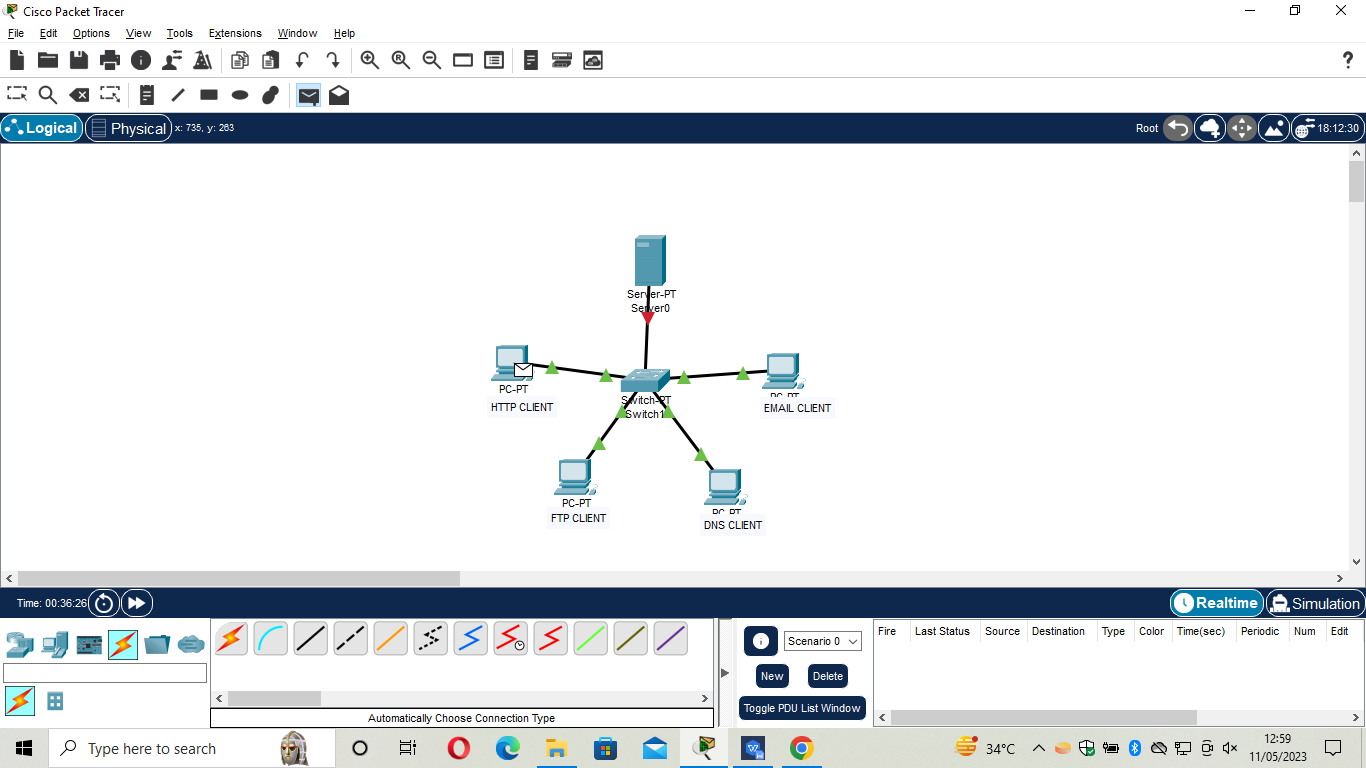 Cisco Packet Tracer
File Edit Options View Tools Extensions Window Help
?
Logical Physical x: 735, y: 263 Root 18:12:30
Server-PT
Server0
PC-PT
HTTP CLIENT
Switch-PT
Switch1
PC-PT
EMAIL CLIENT
PC-PT
FTP CLIENT
PC-PT
DNS CLIENT
Time: 00:36:26 Realtime Simulation
Scenario 0
New Delete
Toggle PDU List Window
Fire Last Status Source Destination Type Color Time(sec) Periodic Num Edit
Automatically Choose Connection Type
Type here to search
34°C
12:59
11/05/2023